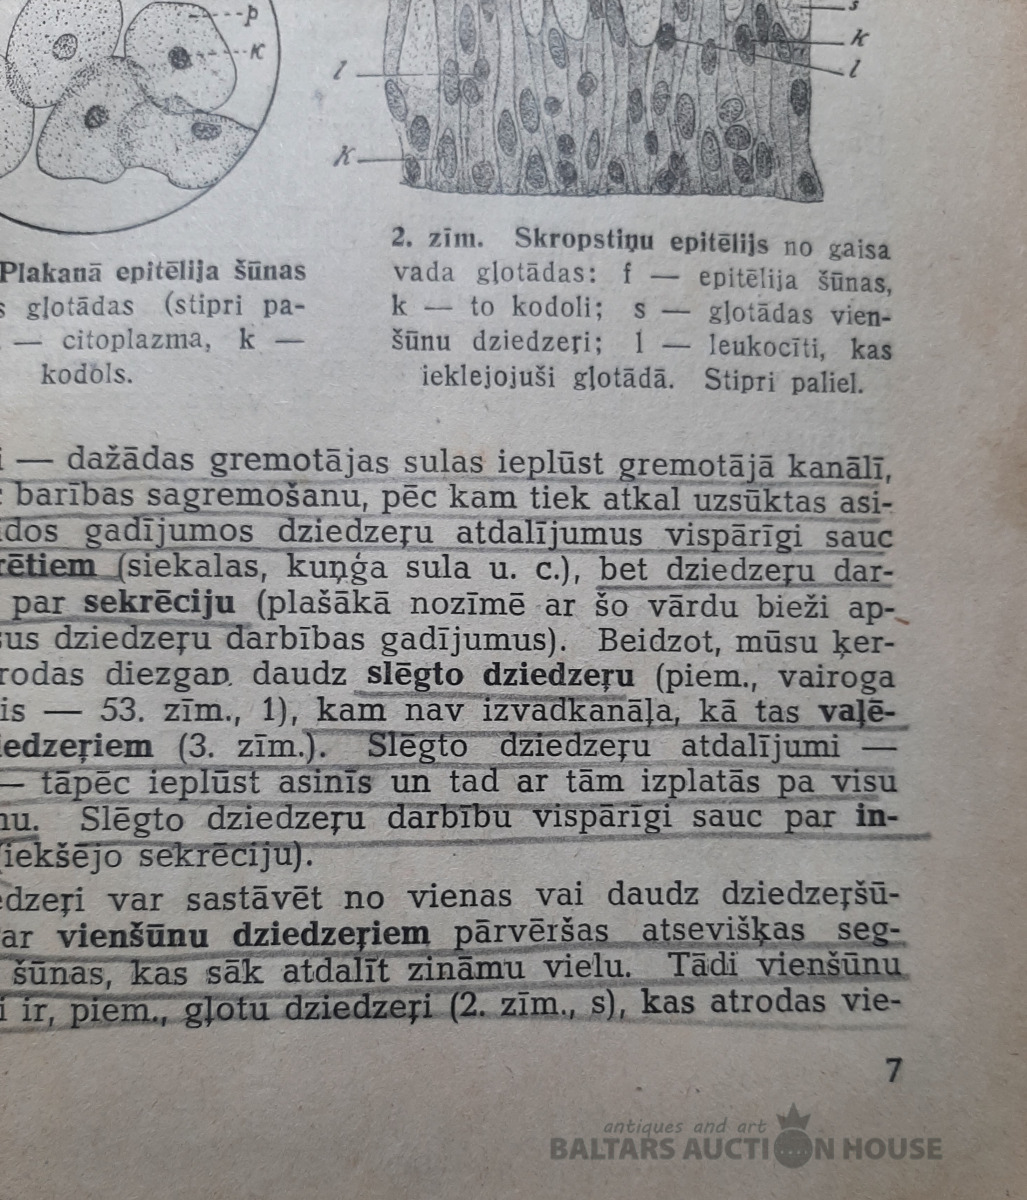 p
K
l
K
s
k
l
Plakanā epitēlija šūnas
s gļotādas (stipri pa-
— citoplazma, k —
kodols.
2. zīm. Skropstiņu epitēlijs no gaisa
vada gļotādas: f — epitēlija šūnas,
k — to kodoli; s — gļotādas vien-
šūnu dziedzeŗi; l — leukocīti, kas
ieklejojuši gļotādā. Stipri paliel.
i — dažādas gremotājas sulas ieplūst gremotājā kanālī,
barības sagremošanu, pēc kam tiek atkal uzsūktas asi-
dos gadījumos dziedzeŗu atdalījumus vispārīgi sauc
rētiem (siekalas, kuņģa sula u. c.), bet dziedzeŗu dar-
par sekrēciju (plašākā nozīmē ar šo vārdu bieži ap-
sus dziedzeŗu darbības gadījumus). Beidzot, mūsu ķer-
rodas diezgan daudz slēgto dziedzeŗu (piem., vairoga
is — 53. zīm., 1), kam nav izvadkanāļa, kā tas vaļē-
iedzeŗiem (3. zīm.). Slēgto dziedzeŗu atdalījumi —
— tāpēc ieplūst asinīs un tad ar tām izplatās pa visu
nu. Slēgto dziedzeŗu darbību vispārīgi sauc par in-
(iekšējo sekrēciju).
edzeŗi var sastāvēt no vienas vai daudz dziedzeŗšū-
ar vienšūnu dziedzeŗiem pārvēršas atsevišķas seg-
šūnas, kas sāk atdalīt zināmu vielu. Tādi vienšūnu
i ir, piem., gļotu dziedzeŗi (2. zīm., s), kas atrodas vie-
7
antiques and art
BALTARS AUCTION HOUSE